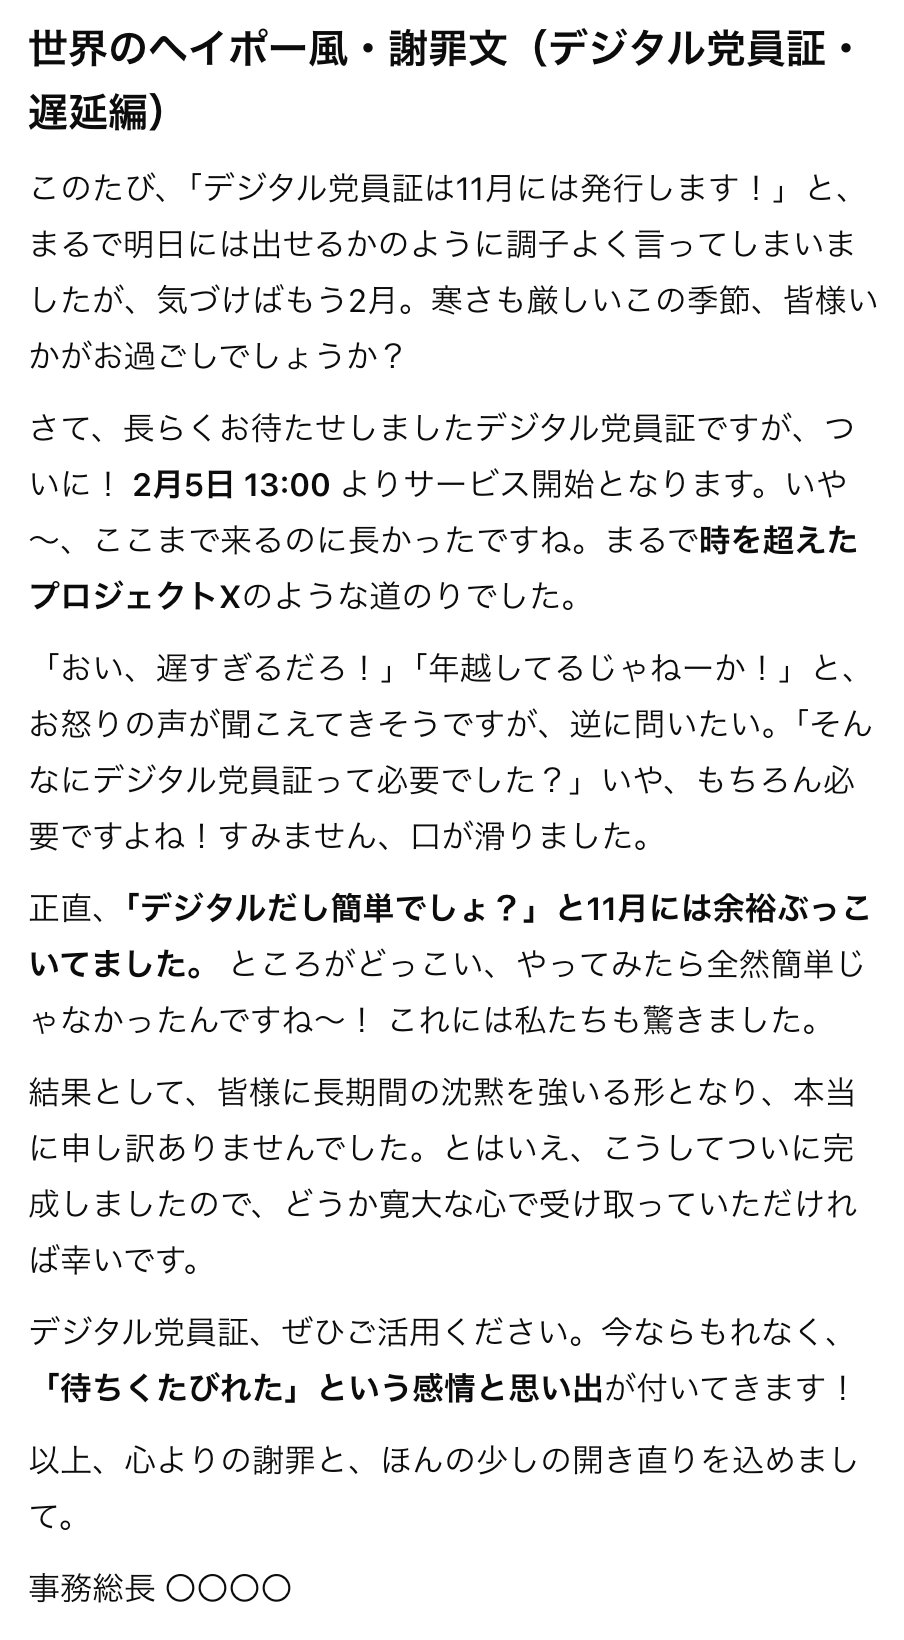 世界のヘイポー風・謝罪文（デジタル党員証・
遅延編）
このたび、「デジタル党員証は11月には発行します！」と、
まるで明日には出せるかのように調子よく言ってしまいま
したが、気づけばもう2月。寒さも厳しいこの季節、皆様い
かがお過ごしでしょうか？
さて、長らくお待たせしましたデジタル党員証ですが、つ
いに！ 2月5日 13:00 よりサービス開始となります。いや
〜、ここまで来るのに長かったですね。まるで時を超えた
プロジェクトXのような道のりでした。
「おい、遅すぎるだろ！」「年越してるじゃねーか！」と、
お怒りの声が聞こえてきそうですが、逆に問いたい。「そん
なにデジタル党員証って必要でした？」いや、もちろん必
要ですよね！すみません、口が滑りました。
正直、「デジタルだし簡単でしょ？」と11月には余裕ぶっこ
いてました。 ところがどっこい、やってみたら全然簡単じ
ゃなかったんですね〜！ これには私たちも驚きました。
結果として、皆様に長期間の沈黙を強いる形となり、本当
に申し訳ありませんでした。とはいえ、こうしてついに完
成しましたので、どうか寛大な心で受け取っていただけれ
ば幸いです。
デジタル党員証、ぜひご活用ください。今ならもれなく、
「待ちくたびれた」という感情と思い出が付いてきます！
以上、心よりの謝罪と、ほんの少しの開き直りを込めまし
て。
事務総長 〇〇〇〇